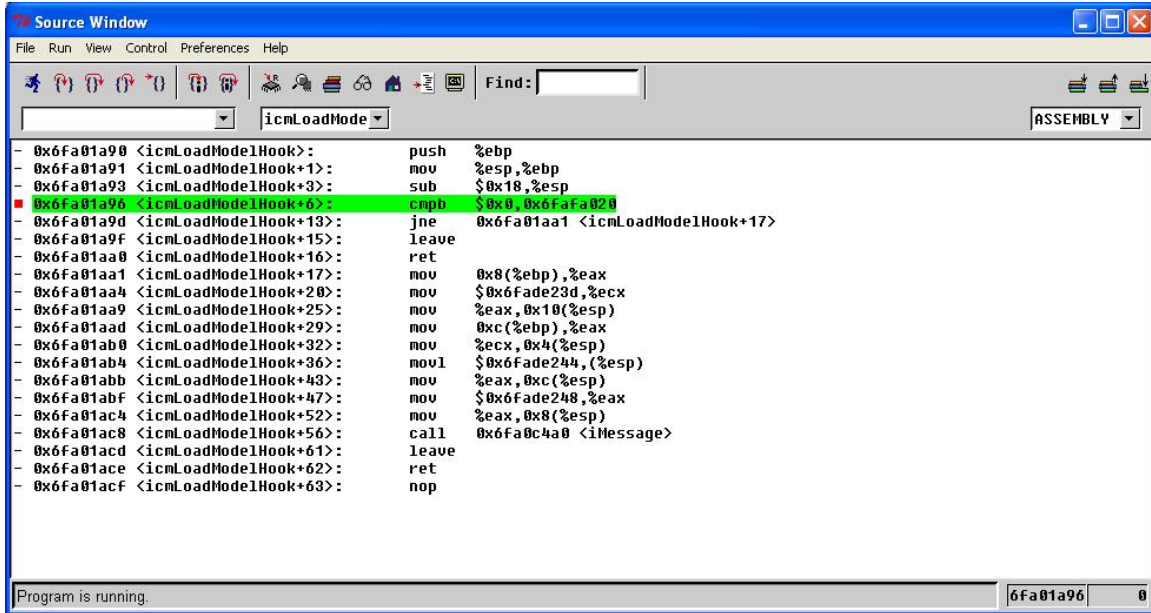 Source Window
File Run View Control Preferences Help
Find:
icmLoadMode
ASSEMBLY
- 0x6fa01a90 <icmLoadModelHook>: push %ebp
- 0x6fa01a91 <icmLoadModelHook+1>: mov %esp,%ebp
- 0x6fa01a93 <icmLoadModelHook+3>: sub $0x18,%esp
0x6fa01a96 <icmLoadModelHook+6>: cmpb $0x0,0x6fafa020
- 0x6fa01a9d <icmLoadModelHook+13>: jne 0x6fa01aa1 <icmLoadModelHook+17>
- 0x6fa01a9f <icmLoadModelHook+15>: leave
- 0x6fa01aa0 <icmLoadModelHook+16>: ret
- 0x6fa01aa1 <icmLoadModelHook+17>: mov 0x8(%ebp),%eax
- 0x6fa01aa4 <icmLoadModelHook+20>: mov $0x6fade23d,%ecx
- 0x6fa01aa9 <icmLoadModelHook+25>: mov %eax,0x10(%esp)
- 0x6fa01aad <icmLoadModelHook+29>: mov 0xc(%ebp),%eax
- 0x6fa01ab0 <icmLoadModelHook+32>: mov %ecx,0x4(%esp)
- 0x6fa01ab4 <icmLoadModelHook+36>: movl $0x6fade244,(%esp)
- 0x6fa01abb <icmLoadModelHook+43>: mov %eax,0xc(%esp)
- 0x6fa01abf <icmLoadModelHook+47>: mov $0x6fade248,%eax
- 0x6fa01ac4 <icmLoadModelHook+52>: mov %eax,0x8(%esp)
- 0x6fa01ac8 <icmLoadModelHook+56>: call 0x6fa0c4a0 <iMessage>
- 0x6fa01acd <icmLoadModelHook+61>: leave
- 0x6fa01ace <icmLoadModelHook+62>: ret
- 0x6fa01acf <icmLoadModelHook+63>: nop
Program is running. 6fa01a96 0